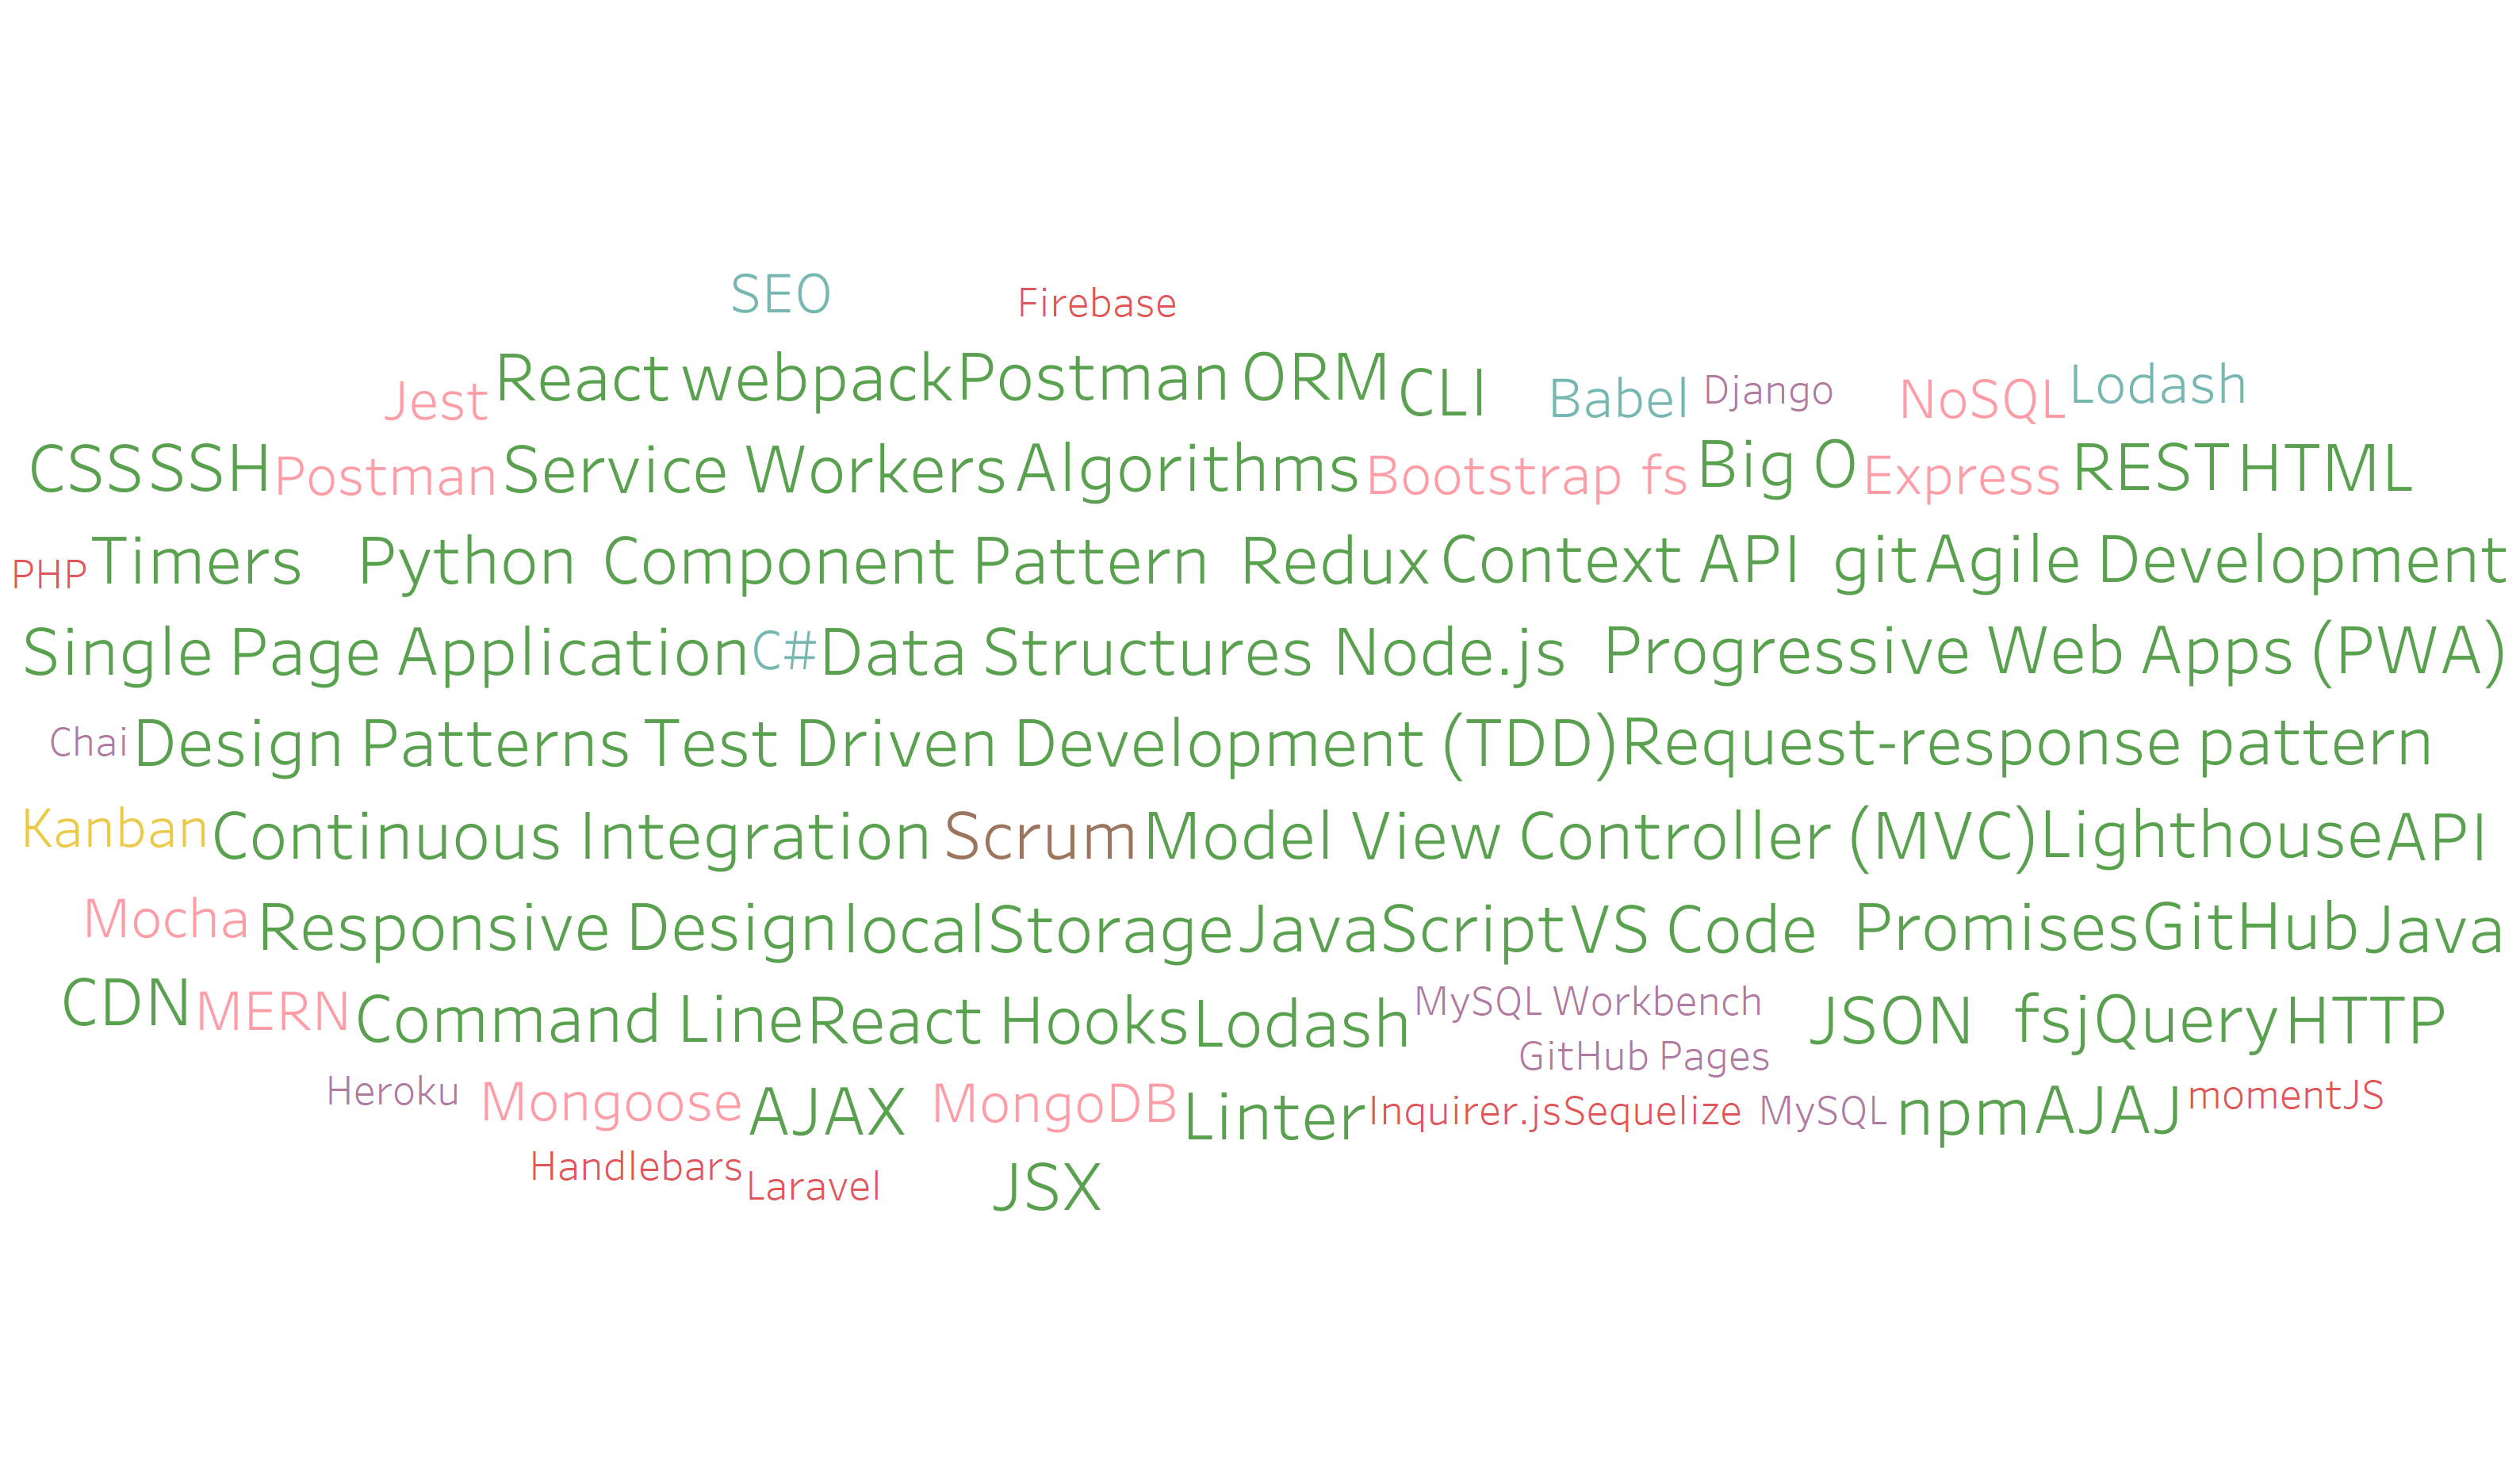 SEO Firebase
Jest React webpack Postman ORM CLI Babel Django NoSQL Lodash
CSS SSH Postman Service Workers Algorithms Bootstrap fs Big O Express REST HTML
PHP Timers Python Component Pattern Redux Context API git Agile Development
Single Page Application C# Data Structures Node.js Progressive Web Apps (PWA)
Chai Design Patterns Test Driven Development (TDD) Request-response pattern
Kanban Continuous Integration Scrum Model View Controller (MVC) Lighthouse API
Mocha Responsive Design localStorage JavaScript VS Code Promises GitHub Java
CDN MERN Command Line React Hooks Lodash MySQL Workbench JSON fs jQuery HTTP
GitHub Pages
Heroku Mongoose AJAX MongoDB Linter Inquirer.js Sequelize MySQL npm AJAJ momentJS
Handlebars Laravel JSX